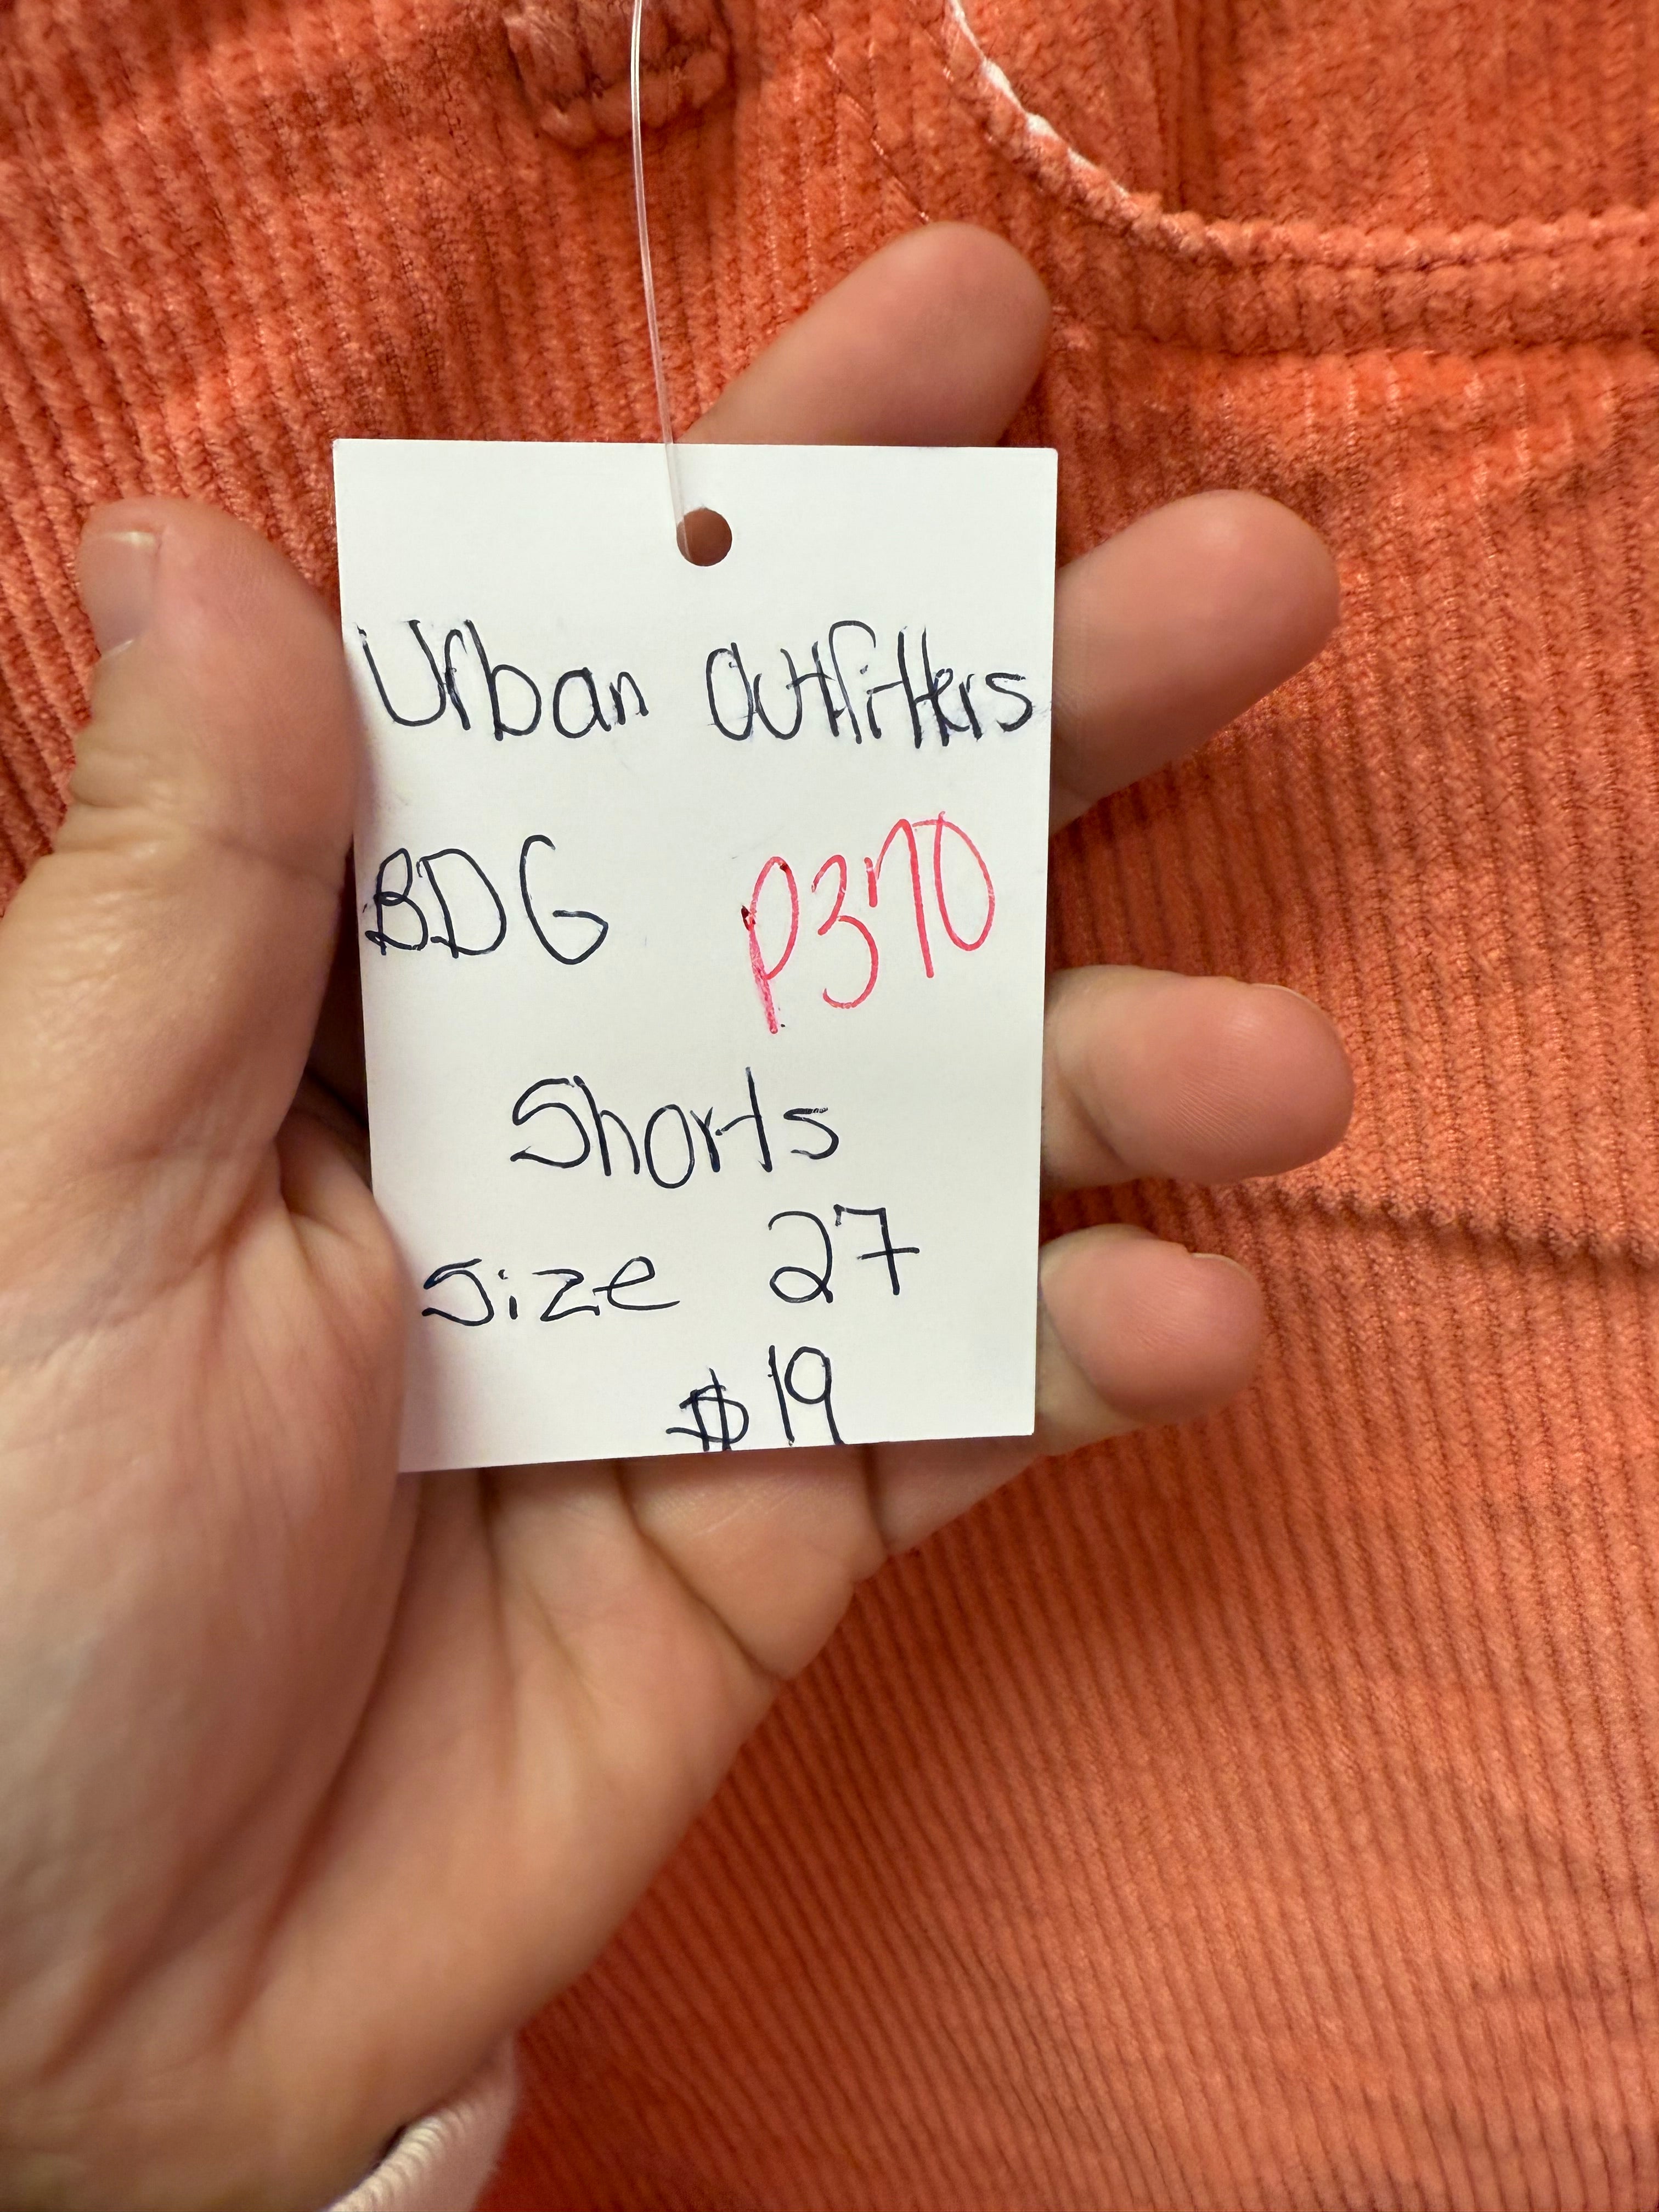 Urban Outfitters
BDG P370
Shorts
Size 27
$19